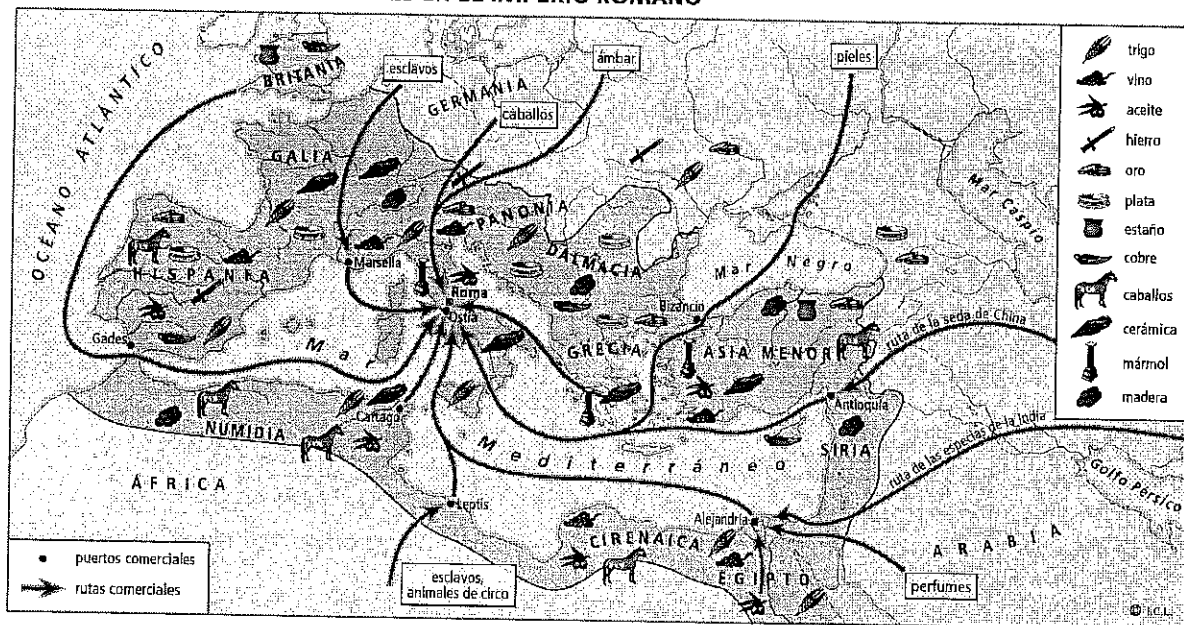 EN EL IMPERIO ROMANO
OCÉANO ATLÁNTICO
BRITANIA
esclavos
GERMANIA
ámbar
caballos
pieles
GALIA
PANONIA
DALMACIA
HISPANIA
Marsella
Roma
Ostia
Mar Negro
Mar Caspio
Bizancio
Gades
Ma
GRECIA
ASIA MENOR
ruta de la seda de China
Cartago
NUMIDIA
Mediterráneo
Antioquía
SIRIA
ruta de las especias de la India
Golfo Pérsico
ÁFRICA
Leptis
Alejandría
CIRENAICA
EGIPTO
ARABIA
esclavos,
animales de circo
perfumes
puertos comerciales
rutas comerciales
trigo
vino
aceite
hierro
oro
plata
estaño
cobre
caballos
cerámica
mármol
madera
© I.C.L.